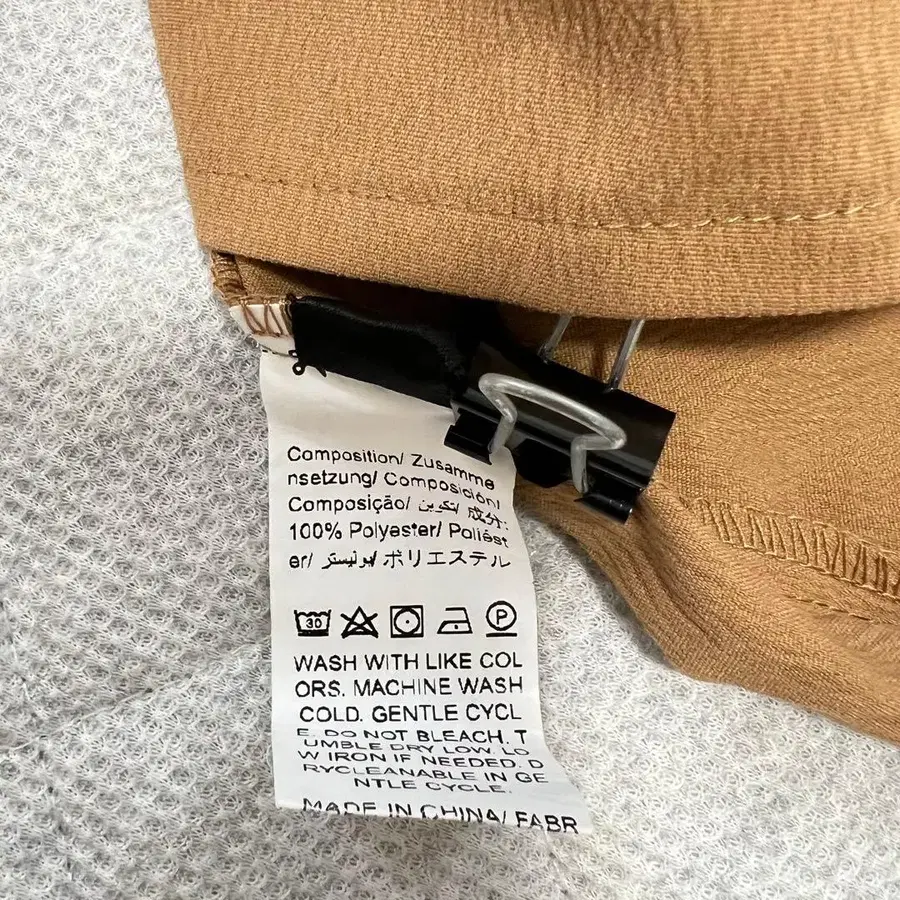 Composition/ Zusamme
nsetzung/ Composición/
Composição/ تكوين/ 成分:
100% Polyester/ Poliést
er/ بوليستر/ ポリエステル
30 P
WASH WITH LIKE COL
ORS. MACHINE WASH
COLD. GENTLE CYCL
E. DO NOT BLEACH. T
UMBLE DRY LOW. LO
W IRON IF NEEDED. D
RYCLEANABLE IN GE
NTLE CYCLE.
MADE IN CHINA/ FABR